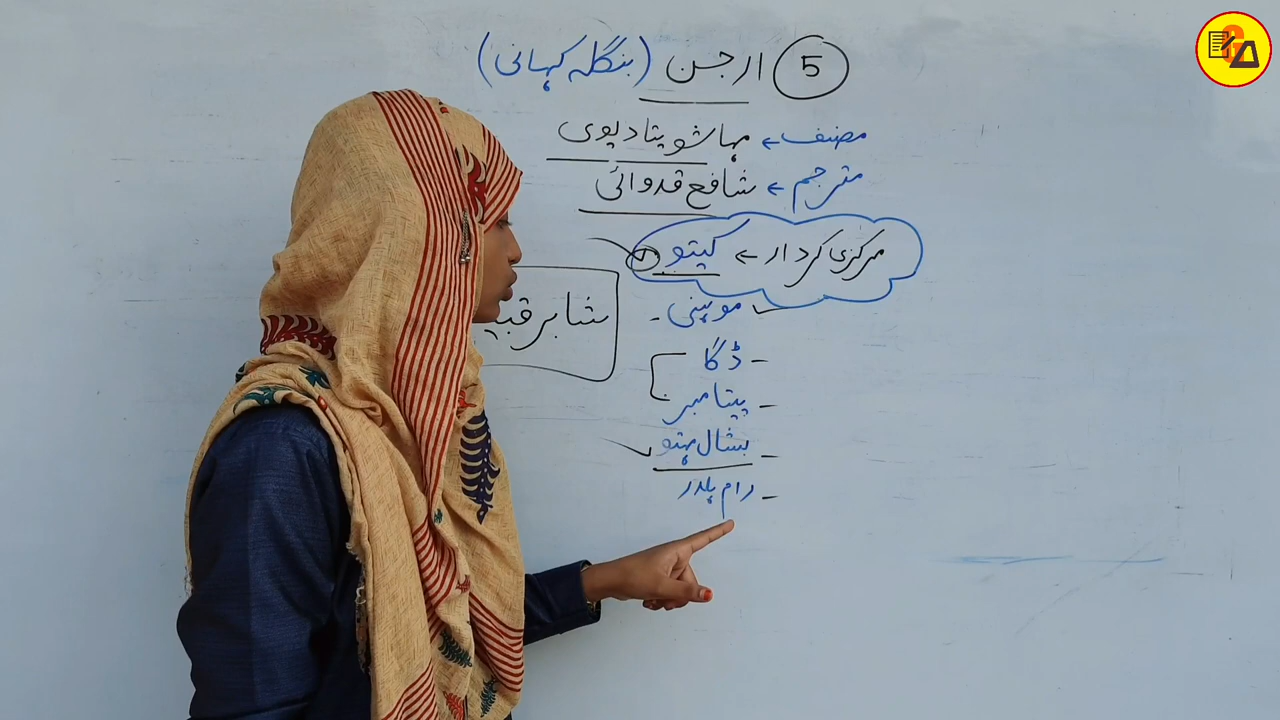 5 ارجن (بنگلہ کہانی)
مصنف ← مہاشویتا دیوی
مترجم ← شافع قدوائی
مرکزی کردار ← کیتو
موہنی -
شابر
- ڈگا
- پیتامبر
- بشال مہتو
- رام ہلدر